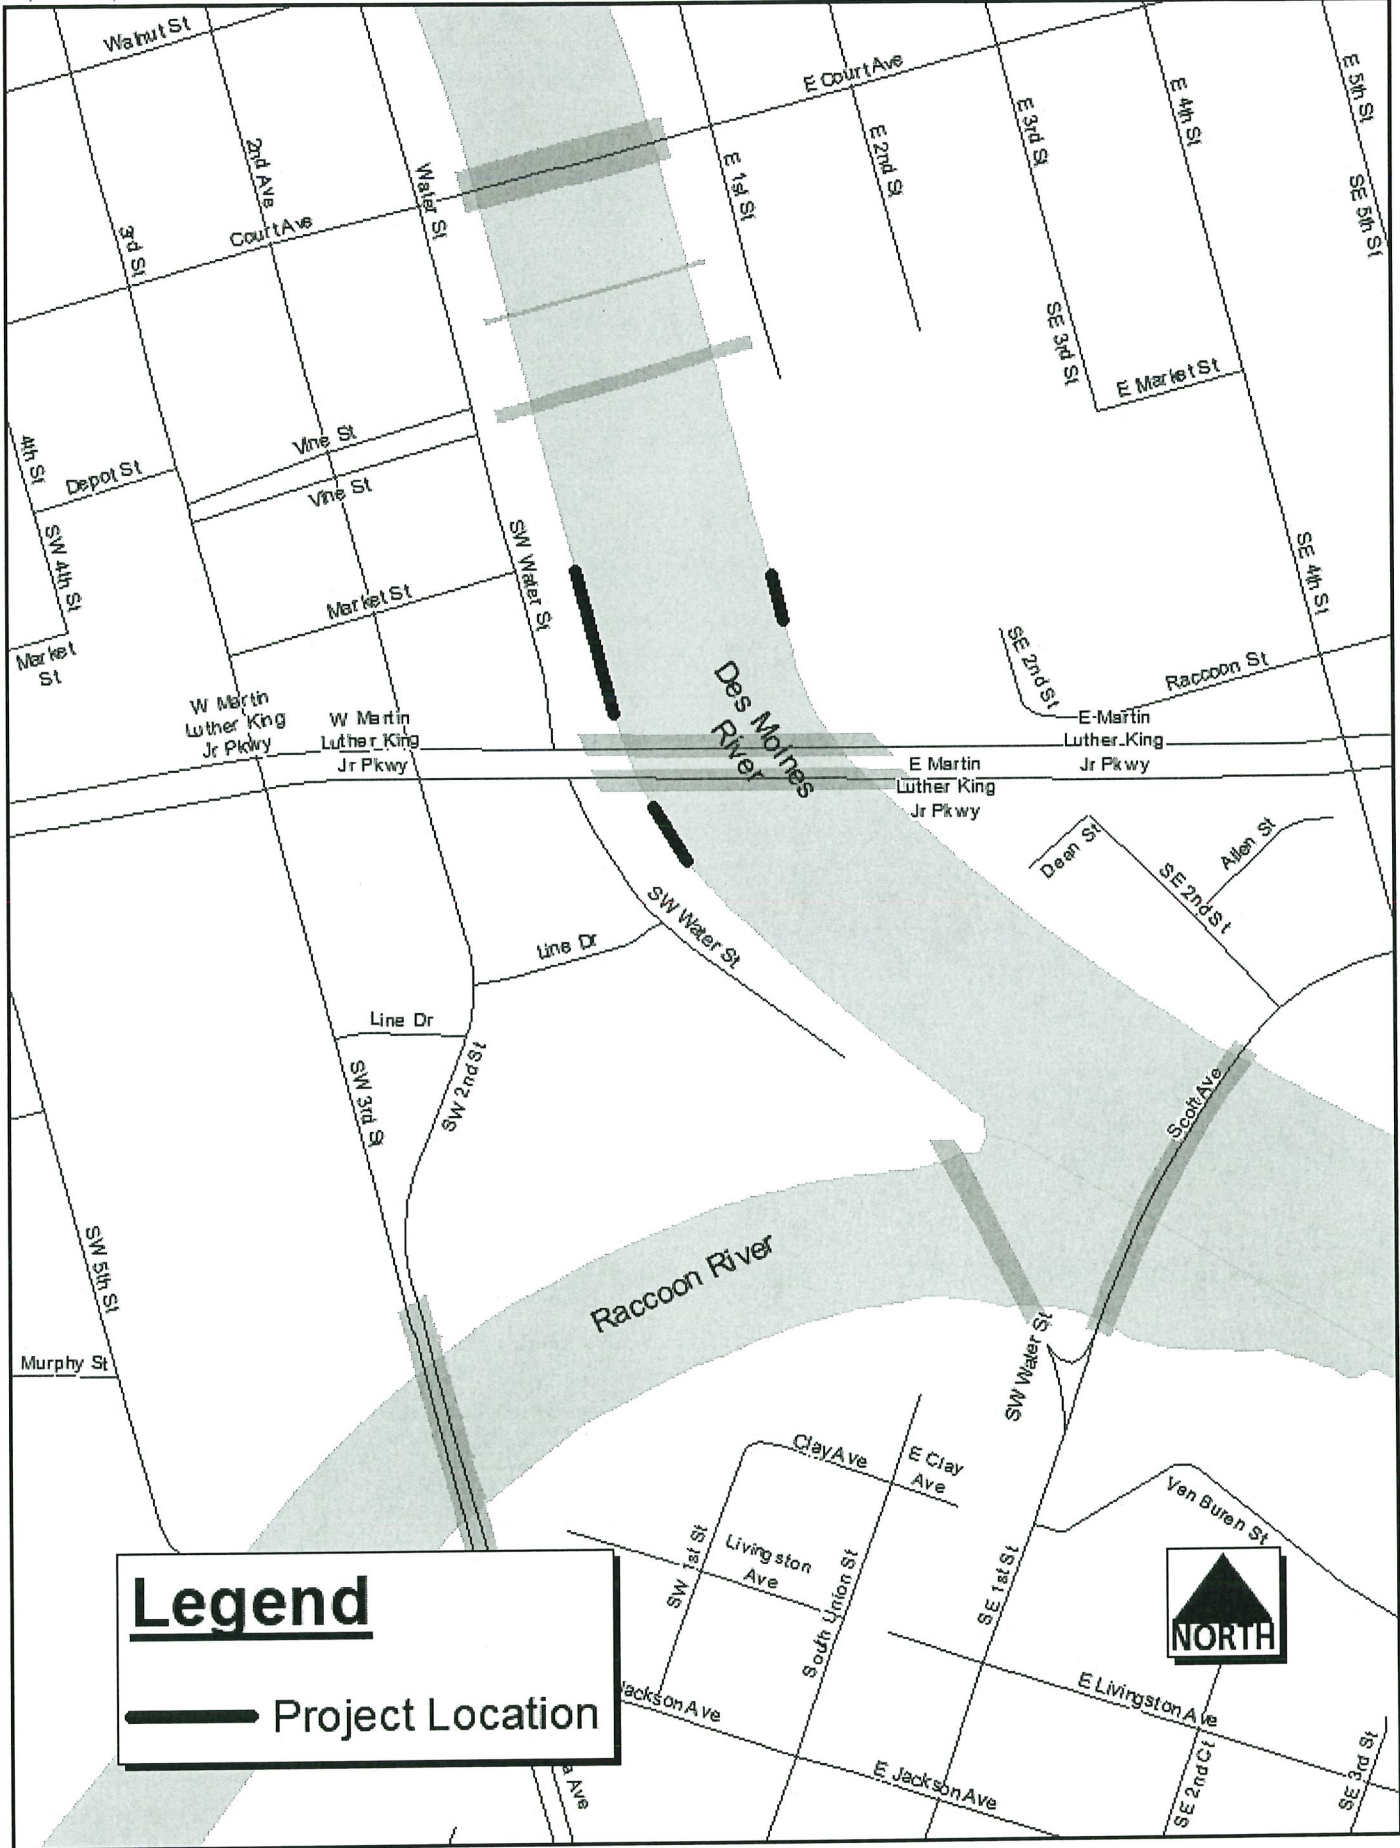 Walnut St
E Court Ave
E 5th St
E 4th St
E 3rd St
E 2nd St
2nd Ave
E 1st St
Water St
SE 5th St
Court Ave
3rd St
SE 3rd St
E Market St
Vine St
4th St
Depot St
Vine St
SW 4th St
SW Water St
SE 4th St
Market St
Market
St
SE 2nd St
Raccoon St
Des Moines
River
W Martin
Luther King
Jr Pkwy
W Martin
Luther King
Jr Pkwy
E Martin
Luther King
Jr Pkwy
E Martin
Luther King
Jr Pkwy
Dean St
Allen St
SE 2nd St
SW Water St
Line Dr
Line Dr
SW 3rd St
SW 2nd St
Scott Ave
SW 5th St
Raccoon River
Murphy St
SW Water St
Clay Ave
E Clay
Ave
Van Buren St
SW 1st St
Livingston
Ave
South Union St
SE 1st St
NORTH
Legend
Project Location
Jackson Ave
E Livingston Ave
E Jackson Ave
SE 2nd Ct
SE 3rd St
a Ave